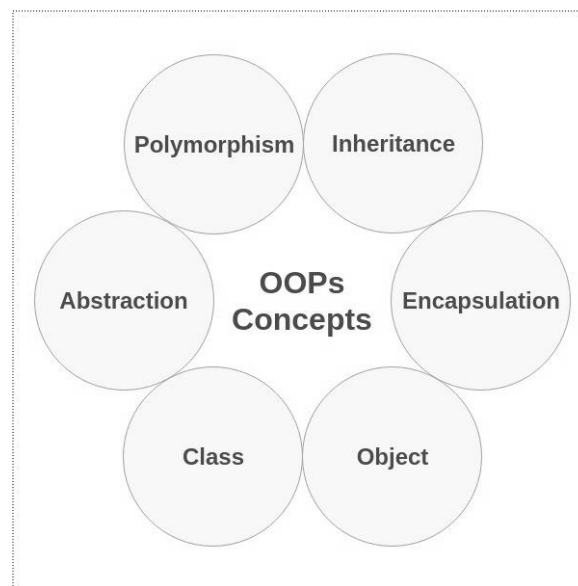 Polymorphism
Inheritance
Abstraction
OOPs
Concepts
Encapsulation
Class
Object